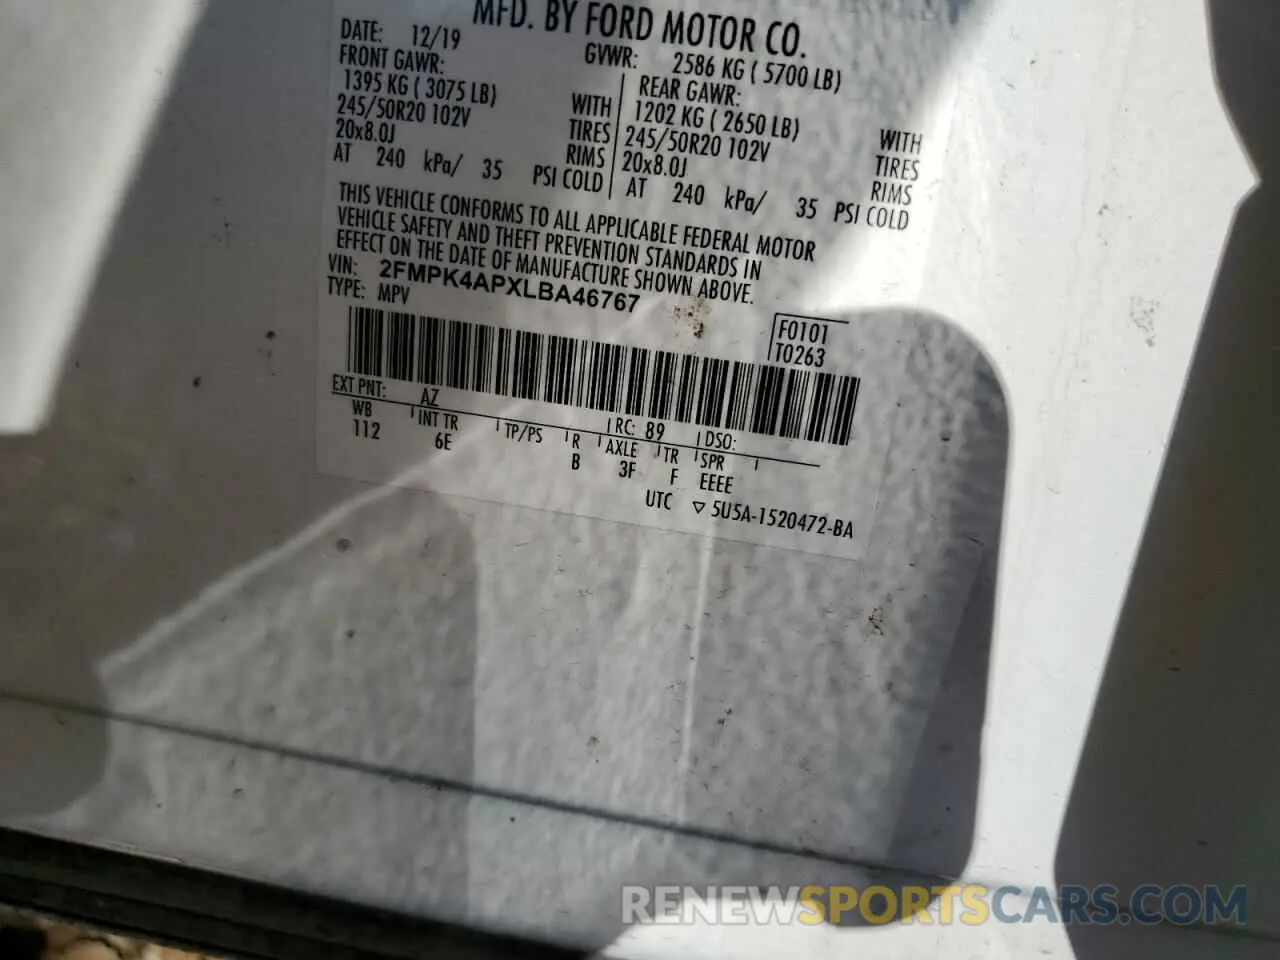 MFD. BY FORD MOTOR CO.
DATE: 12/19 GVWR: 2586 KG ( 5700 LB)
FRONT GAWR: REAR GAWR:
1395 KG ( 3075 LB) WITH 1202 KG ( 2650 LB) WITH
245/50R20 102V TIRES 245/50R20 102V TIRES
20x8.0J RIMS 20x8.0J RIMS
AT 240 kPa/ 35 PSI COLD AT 240 kPa/ 35 PSI COLD
THIS VEHICLE CONFORMS TO ALL APPLICABLE FEDERAL MOTOR
VEHICLE SAFETY AND THEFT PREVENTION STANDARDS IN
EFFECT ON THE DATE OF MANUFACTURE SHOWN ABOVE.
VIN: 2FMPK4APXLBA46767
TYPE: MPV
F0101
T0263
EXT PNT: AZ RC: 89 DSO:
WB INT TR TP/PS R AXLE TR SPR
112 6E B 3F F EEEE
UTC ▽ 5U5A-1520472-BA
RENEWSPORTSCARS.COM